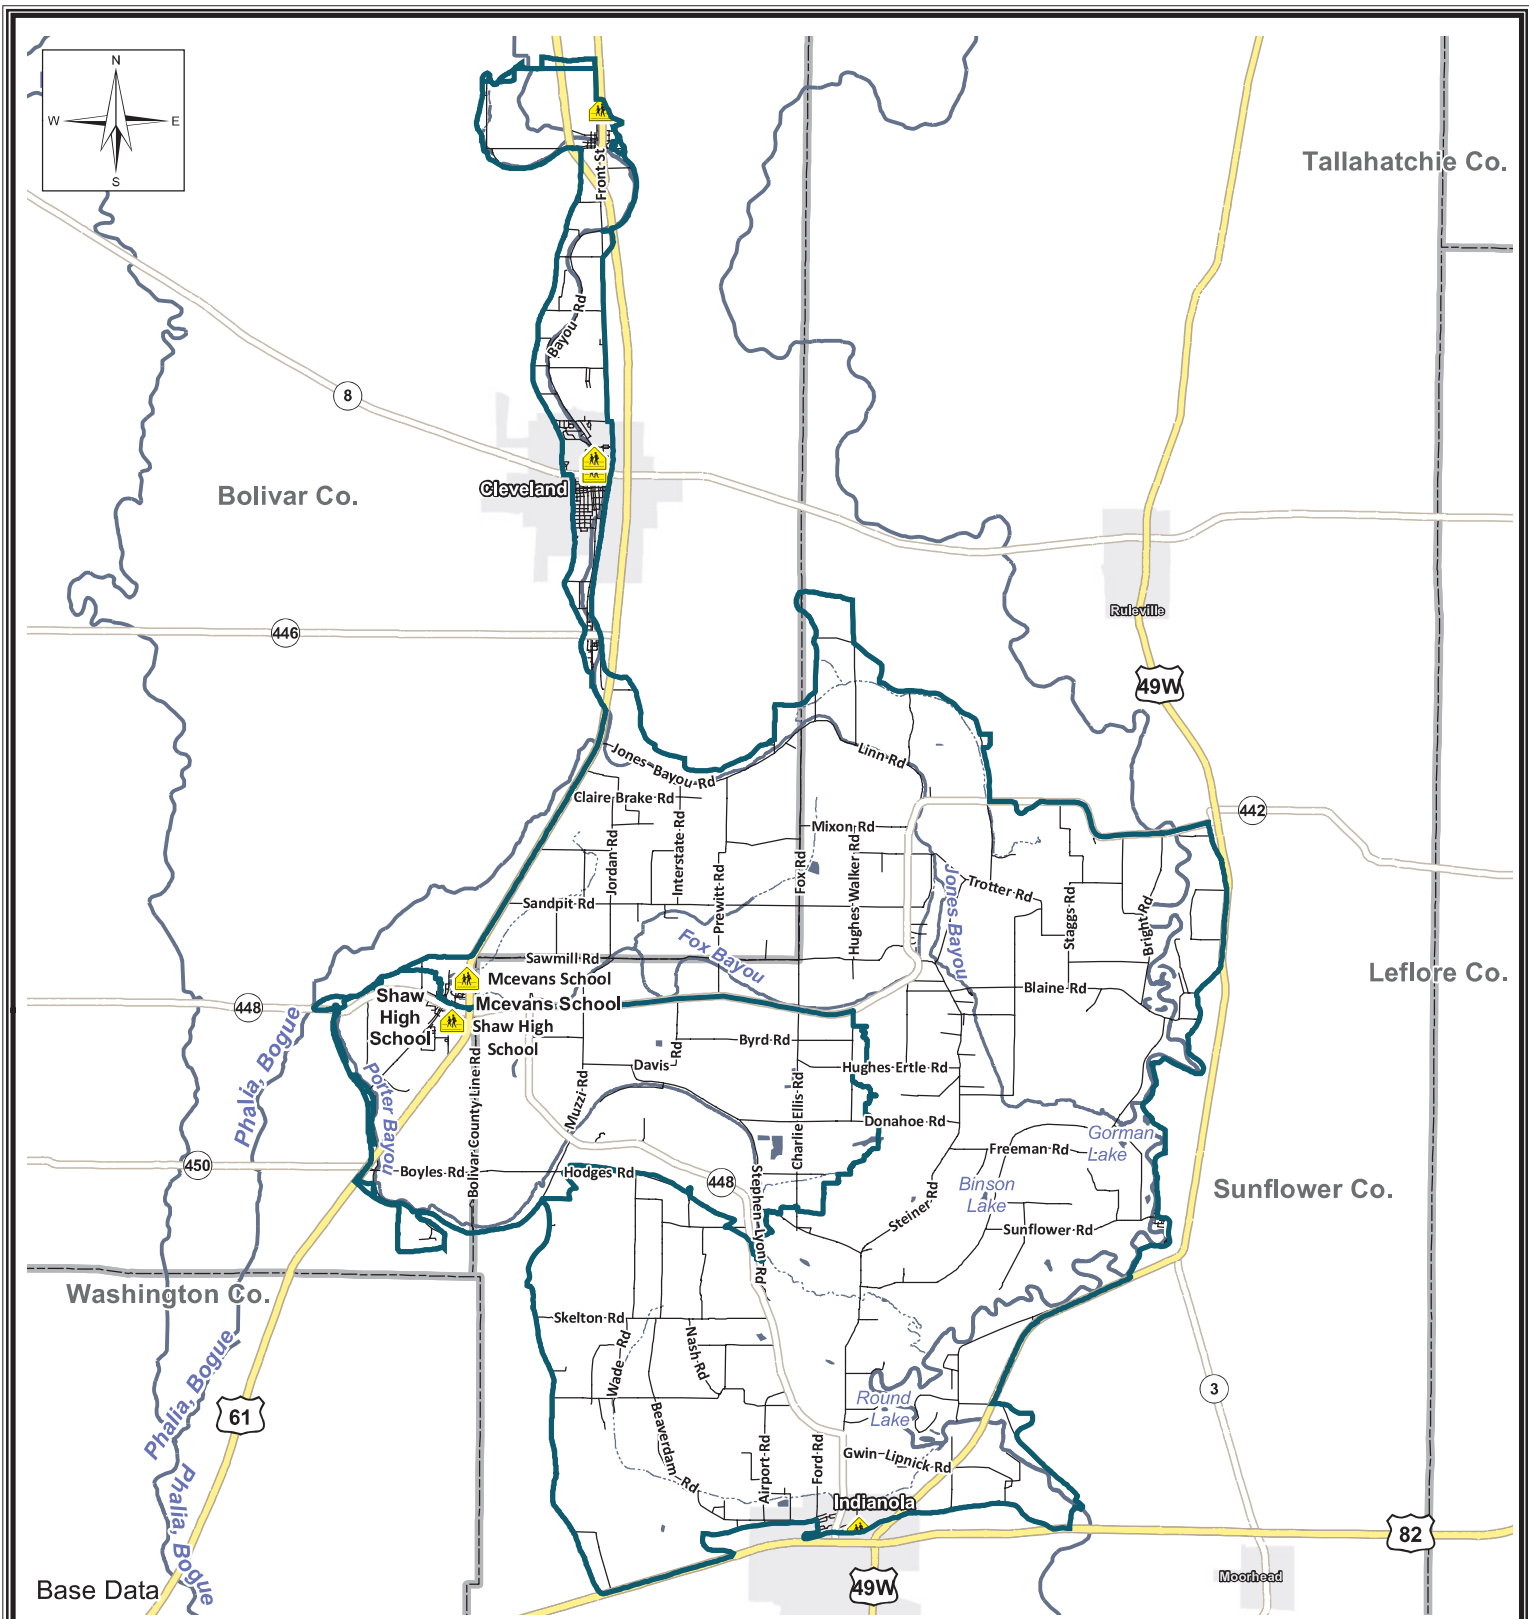 N
W
E
S
Tallahatchie Co.
Front St
Bayou Rd
8
Cleveland
Bolivar Co.
Ruleville
446
49W
Jones Bayou Rd
Linn Rd
Claire Brake Rd
442
Mixon Rd
Jordan Rd
Interstate Rd
Prewitt Rd
Fox Rd
Hughes Walker Rd
Jones Bayou
Trotter Rd
Staggs Rd
Bright Rd
Sandpit Rd
Fox Bayou
Sawmill Rd
Mcevans School
Leflore Co.
Shaw
High
School
Mcevans School
Blaine Rd
448
Shaw High
School
Phalia, Bogue
Porter Bayou
Bolivar County Line Rd
Muzzi Rd
Davis Rd
Byrd Rd
Charlie Ellis Rd
Hughes Ertle Rd
Donahoe Rd
Gorman
Lake
Freeman Rd
450
Boyles Rd
Hodges Rd
448
Stephen Lyon Rd
Binson
Lake
Steiner Rd
Sunflower Rd
Sunflower Co.
Washington Co.
Skelton Rd
Wade Rd
Nash Rd
Phalia, Bogue
61
Round
Lake
3
Beaverdam Rd
Airport Rd
Ford Rd
Gwin Lipnick Rd
Indianola
Phalia, Bogue
82
49W
Moorhead
Base Data